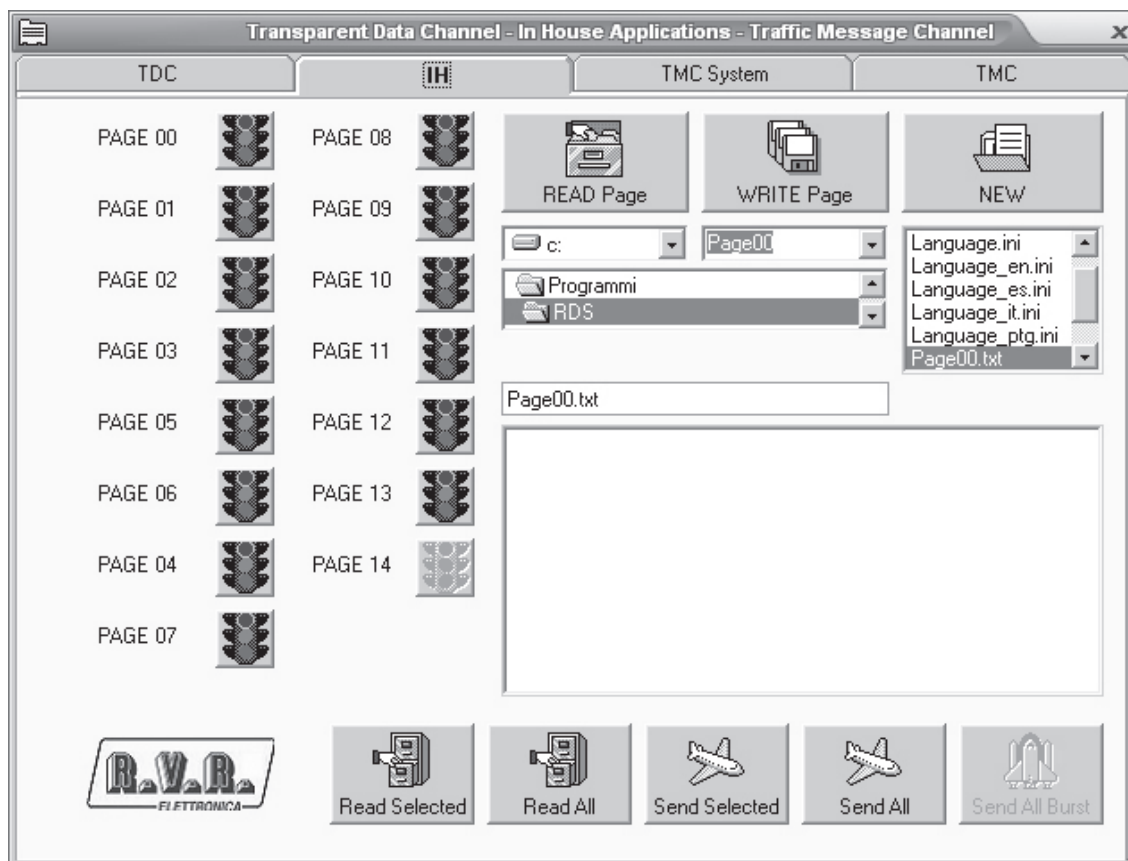 Transparent Data Channel - In House Applications - Traffic Message Channel
x
TDC
IH
TMC System
TMC
PAGE 00
PAGE 01
PAGE 02
PAGE 03
PAGE 05
PAGE 06
PAGE 04
PAGE 07
PAGE 08
PAGE 09
PAGE 10
PAGE 11
PAGE 12
PAGE 13
PAGE 14
READ Page
WRITE Page
NEW
c:
Page00
Programmi
RDS
Language.ini
Language_en.ini
Language_es.ini
Language_it.ini
Language_ptg.ini
Page00.txt
Page00.txt
R.V.R.
ELETTRONICA
Read Selected
Read All
Send Selected
Send All
Send All Burst